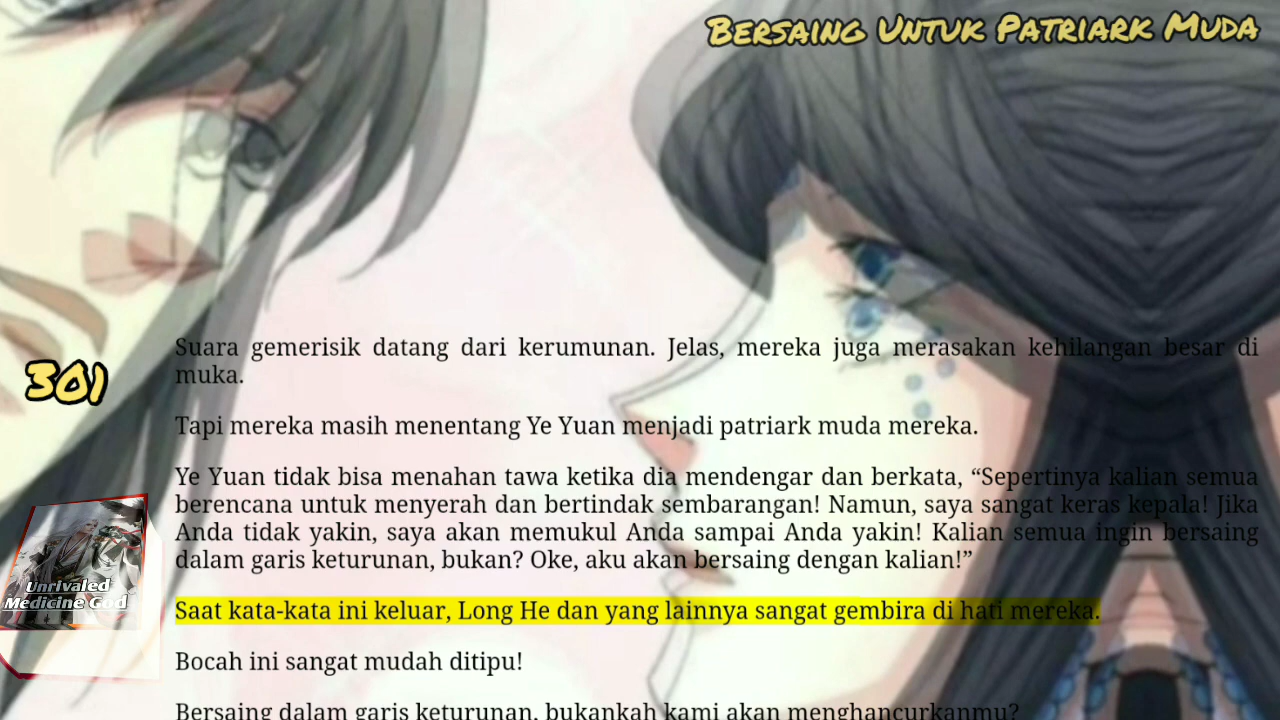 Bersaing Untuk Patriark Muda
Suara gemerisik datang dari kerumunan. Jelas, mereka juga merasakan kehilangan besar di
muka.
301
Tapi mereka masih menentang Ye Yuan menjadi patriark muda mereka.
Ye Yuan tidak bisa menahan tawa ketika dia mendengar dan berkata, “Sepertinya kalian semua
berencana untuk menyerah dan bertindak sembarangan! Namun, saya sangat keras kepala! Jika
Anda tidak yakin, saya akan memukul Anda sampai Anda yakin! Kalian semua ingin bersaing
dalam garis keturunan, bukan? Oke, aku akan bersaing dengan kalian!”
Unrivaled
Medicine God
Saat kata-kata ini keluar, Long He dan yang lainnya sangat gembira di hati mereka.
Bocah ini sangat mudah ditipu!
Bersaing dalam garis keturunan, bukankah kami akan menghancurkanmu?